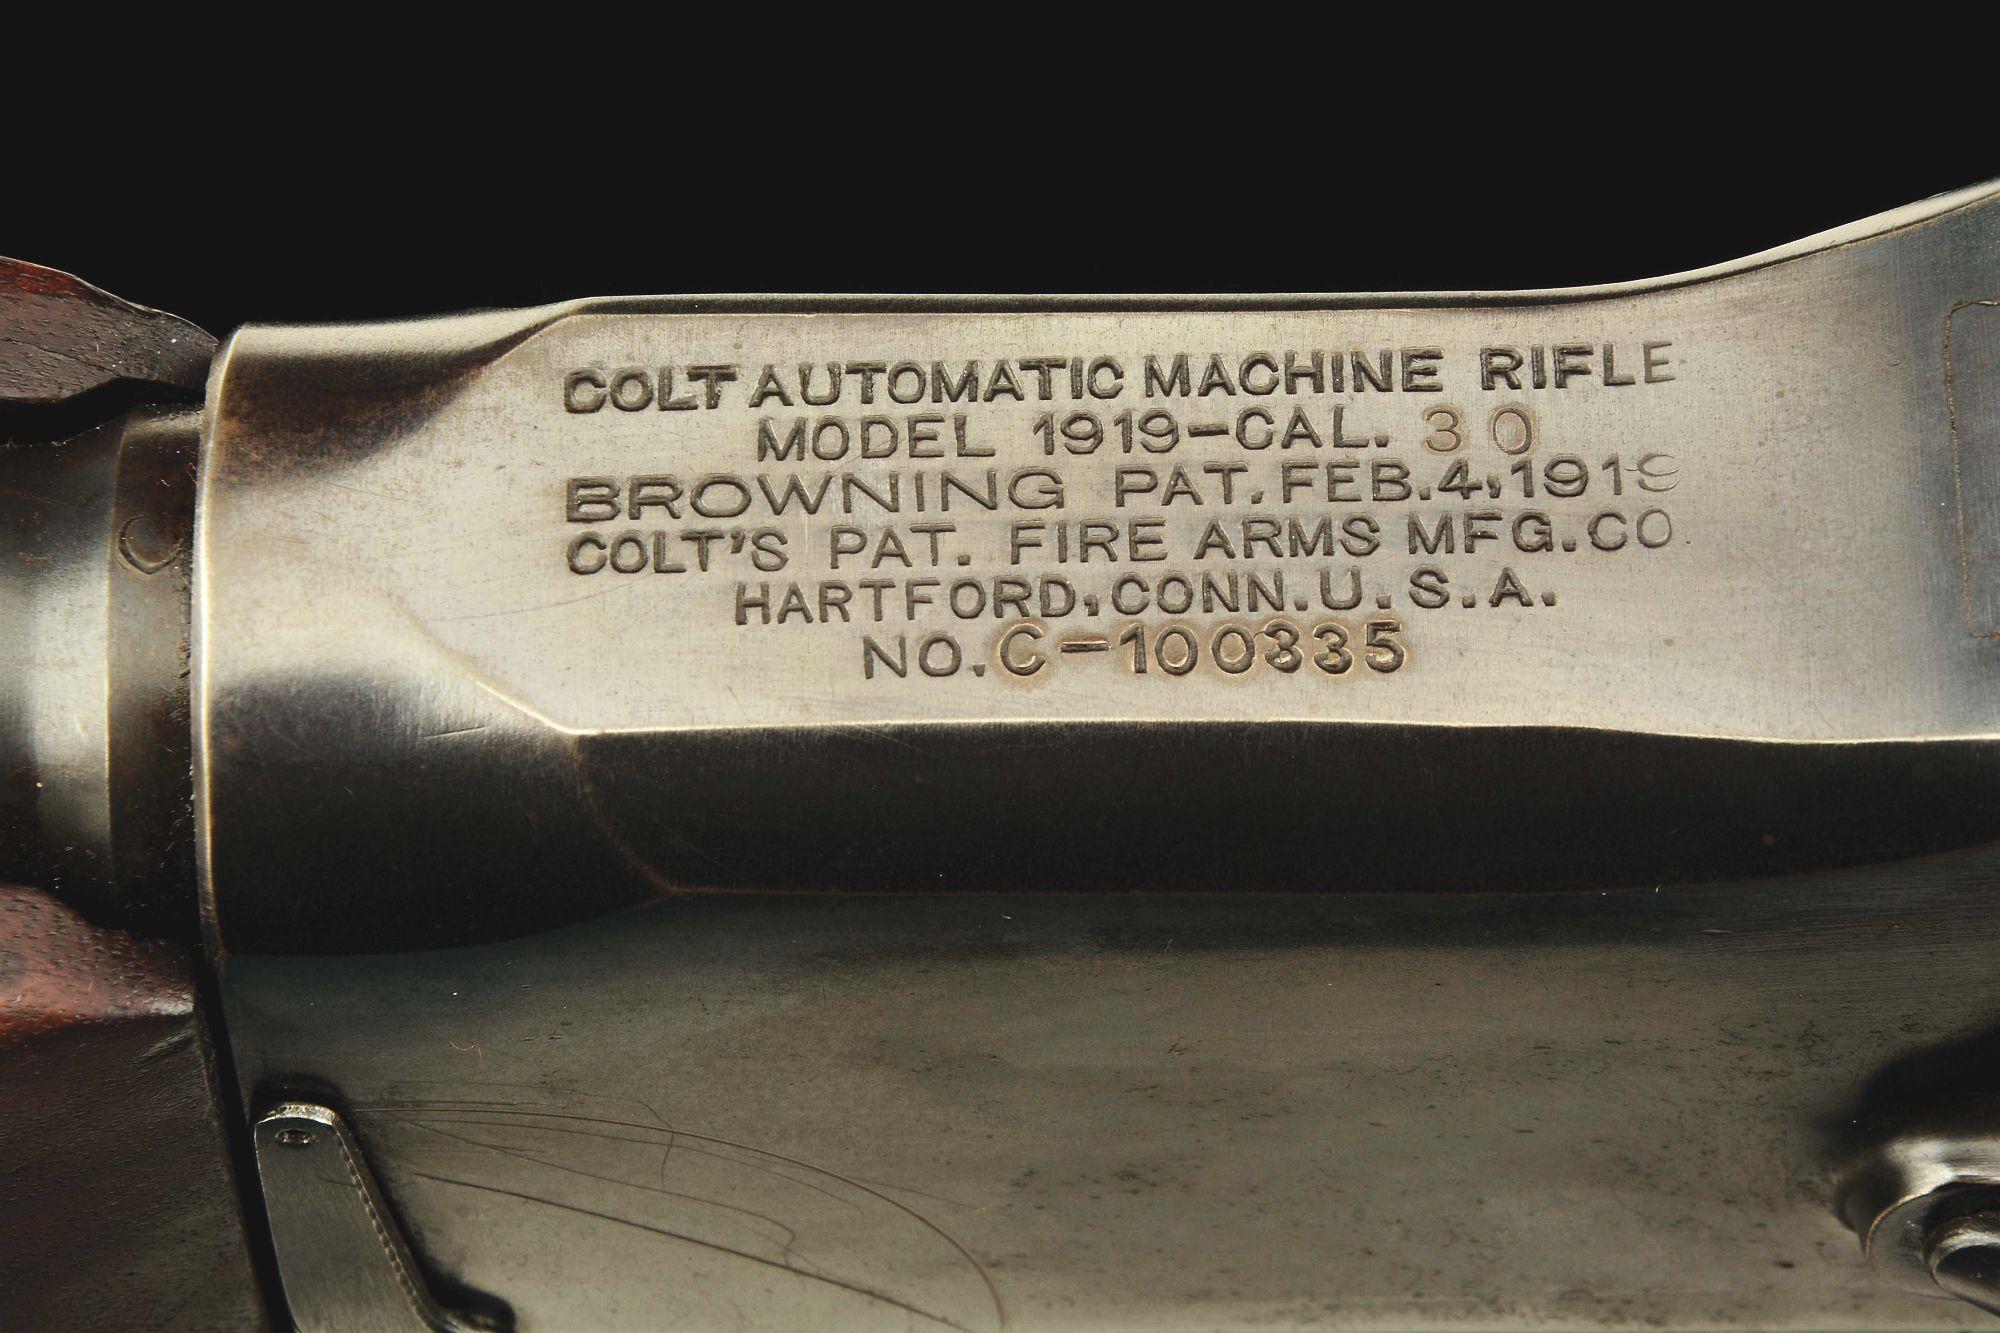 COLT AUTOMATIC MACHINE RIFLE
MODEL 1919-CAL. 30
BROWNING PAT. FEB. 4, 1919
COLT'S PAT. FIRE ARMS MFG. CO.
HARTFORD, CONN. U. S. A.
NO. C-100335
C